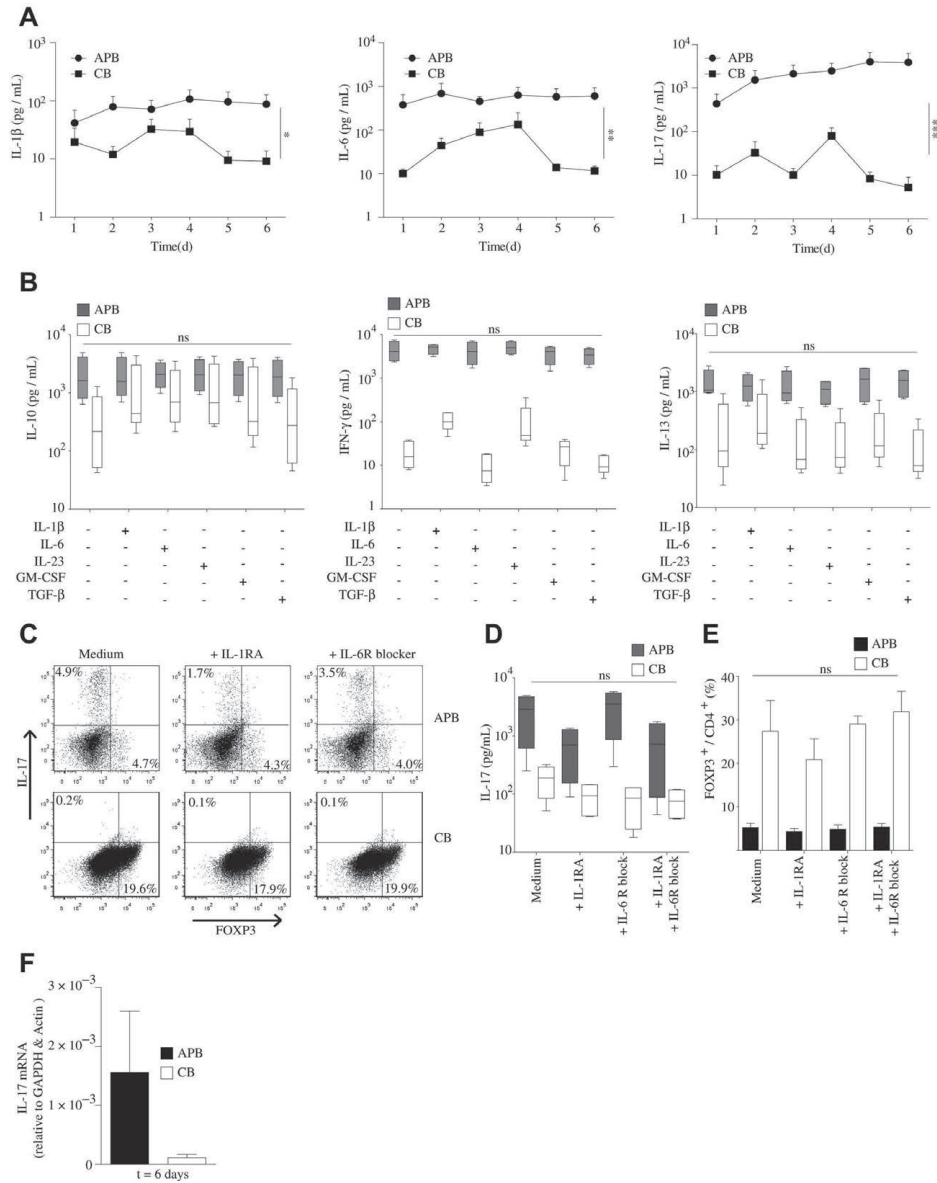 A
APB
CB
IL-1β (pg / mL)
10³
10²
10
1
*
1 2 3 4 5 6
Time(d)
APB
CB
IL-6 (pg / mL)
10⁴
10³
10²
10
1
**
1 2 3 4 5 6
Time(d)
APB
CB
IL-17 (pg / mL)
10⁴
10³
10²
10
1
***
1 2 3 4 5 6
Time(d)
B
APB
CB
ns
IL-10 (pg / mL)
10⁴
10³
10²
10
APB
CB
ns
IFN-γ (pg / mL)
10⁴
10³
10²
10
1
APB
CB
ns
IL-13 (pg / mL)
10⁴
10³
10²
10
IL-1β - + - - - -
IL-6 - - + - - -
IL-23 - - - + - -
GM-CSF - - - - + -
TGF-β - - - - - +
IL-1β - + - - - -
IL-6 - - + - - -
IL-23 - - - + - -
GM-CSF - - - - + -
TGF-β - - - - - +
IL-1β - + - - - -
IL-6 - - + - - -
IL-23 - - - + - -
GM-CSF - - - - + -
TGF-β - - - - - +
C
Medium + IL-1RA + IL-6R blocker
4.9% 1.7% 3.5%
APB
4.7% 4.3% 4.0%
IL-17
0.2% 0.1% 0.1%
CB
19.6% 17.9% 19.9%
FOXP3
D
APB
CB
ns
IL-17 (pg/mL)
10⁴
10³
10²
10
Medium
+ IL-1RA
+ IL-6R block
+ IL-1RA
+ IL-6R block
E
APB
CB
ns
FOXP3⁺ / CD4⁺ (%)
40
30
20
10
Medium
+ IL-1RA
+ IL-6R block
+ IL-1RA
+ IL-6R block
F
IL-17 mRNA
(relative to GAPDH & Actin )
3 × 10⁻³
2 × 10⁻³
1 × 10⁻³
0
APB
CB
t = 6 days